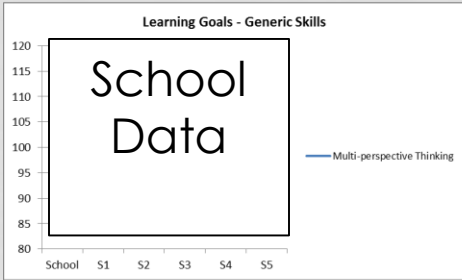 Learning Goals - Generic Skills
120
115
110
105
100
95
90
85
80
School
Data
Multi-perspective Thinking
School S1 S2 S3 S4 S5